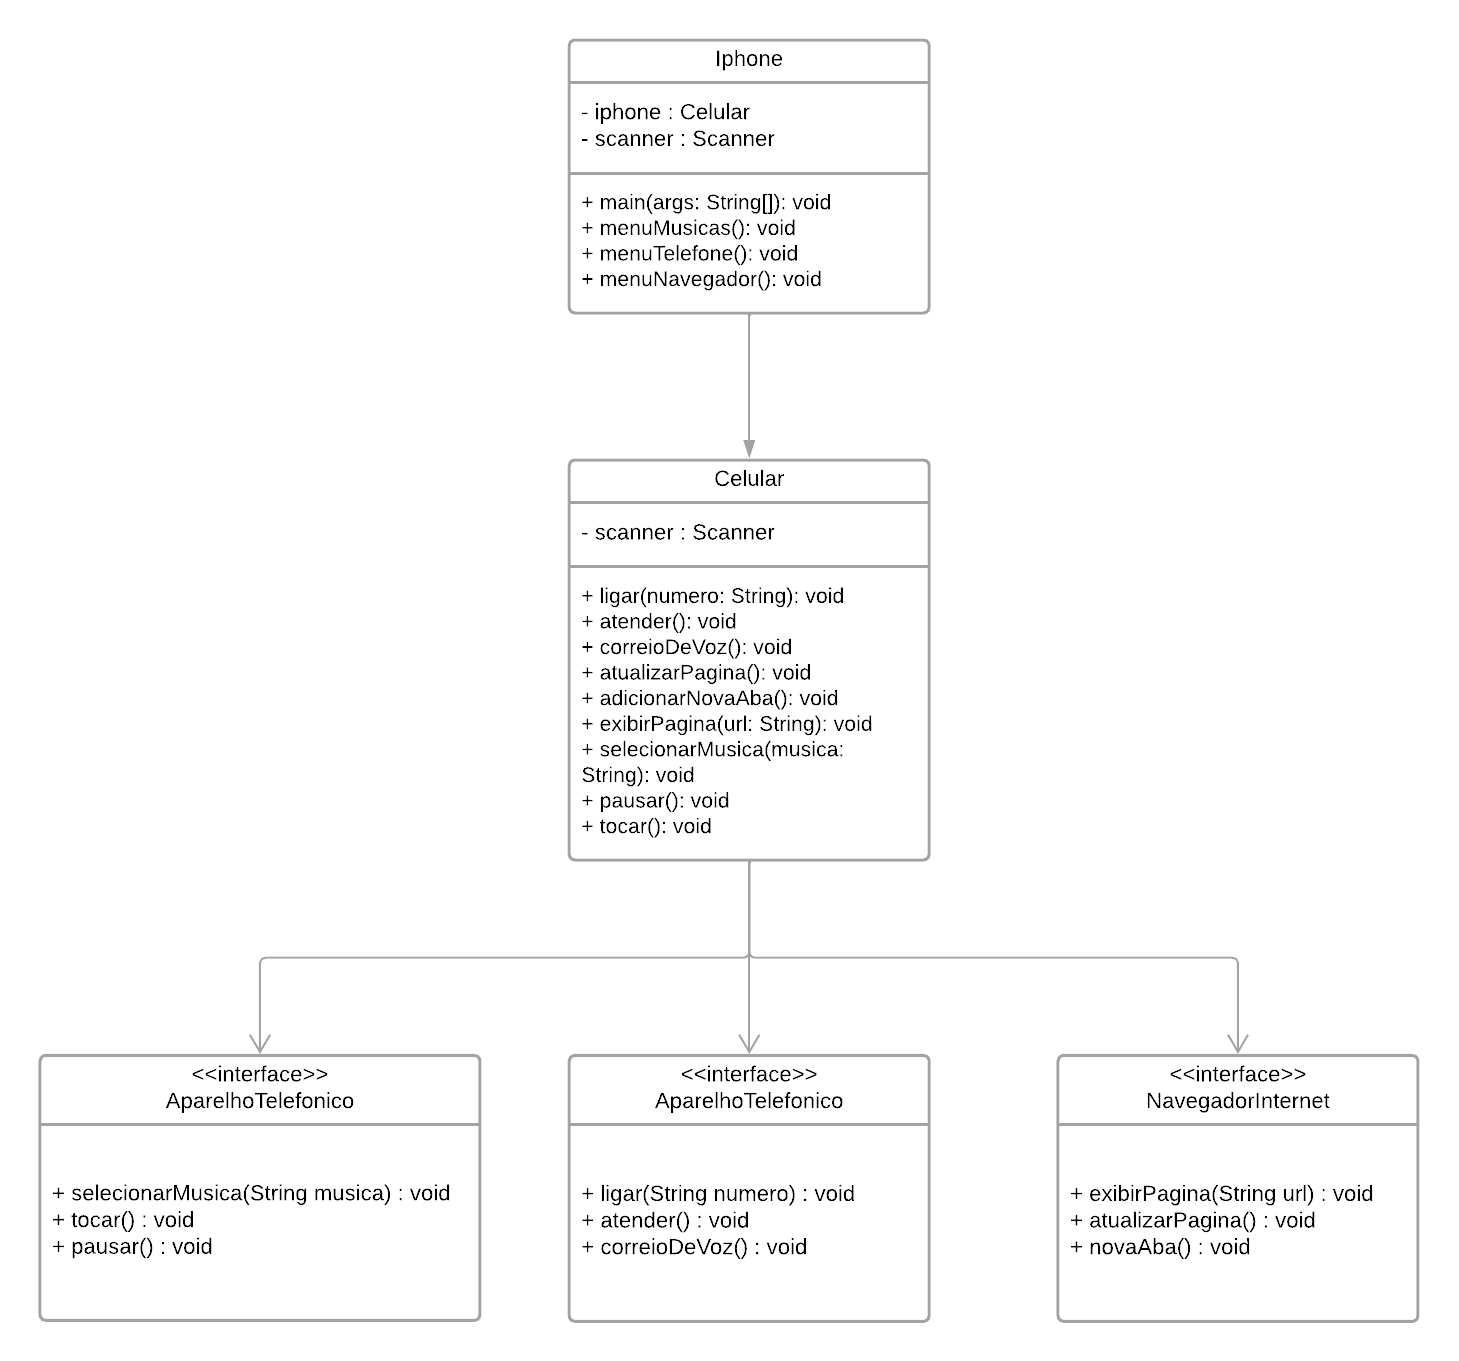 Iphone
- iphone : Celular
- scanner : Scanner
+ main(args: String[]): void
+ menuMusicas(): void
+ menuTelefone(): void
+ menuNavegador(): void
Celular
- scanner : Scanner
+ ligar(numero: String): void
+ atender(): void
+ correioDeVoz(): void
+ atualizarPagina(): void
+ adicionarNovaAba(): void
+ exibirPagina(url: String): void
+ selecionarMusica(musica:
String): void
+ pausar(): void
+ tocar(): void
<<interface>>
AparelhoTelefonico
+ selecionarMusica(String musica) : void
+ tocar() : void
+ pausar() : void
<<interface>>
AparelhoTelefonico
+ ligar(String numero) : void
+ atender() : void
+ correioDeVoz() : void
<<interface>>
NavegadorInternet
+ exibirPagina(String url) : void
+ atualizarPagina() : void
+ novaAba() : void